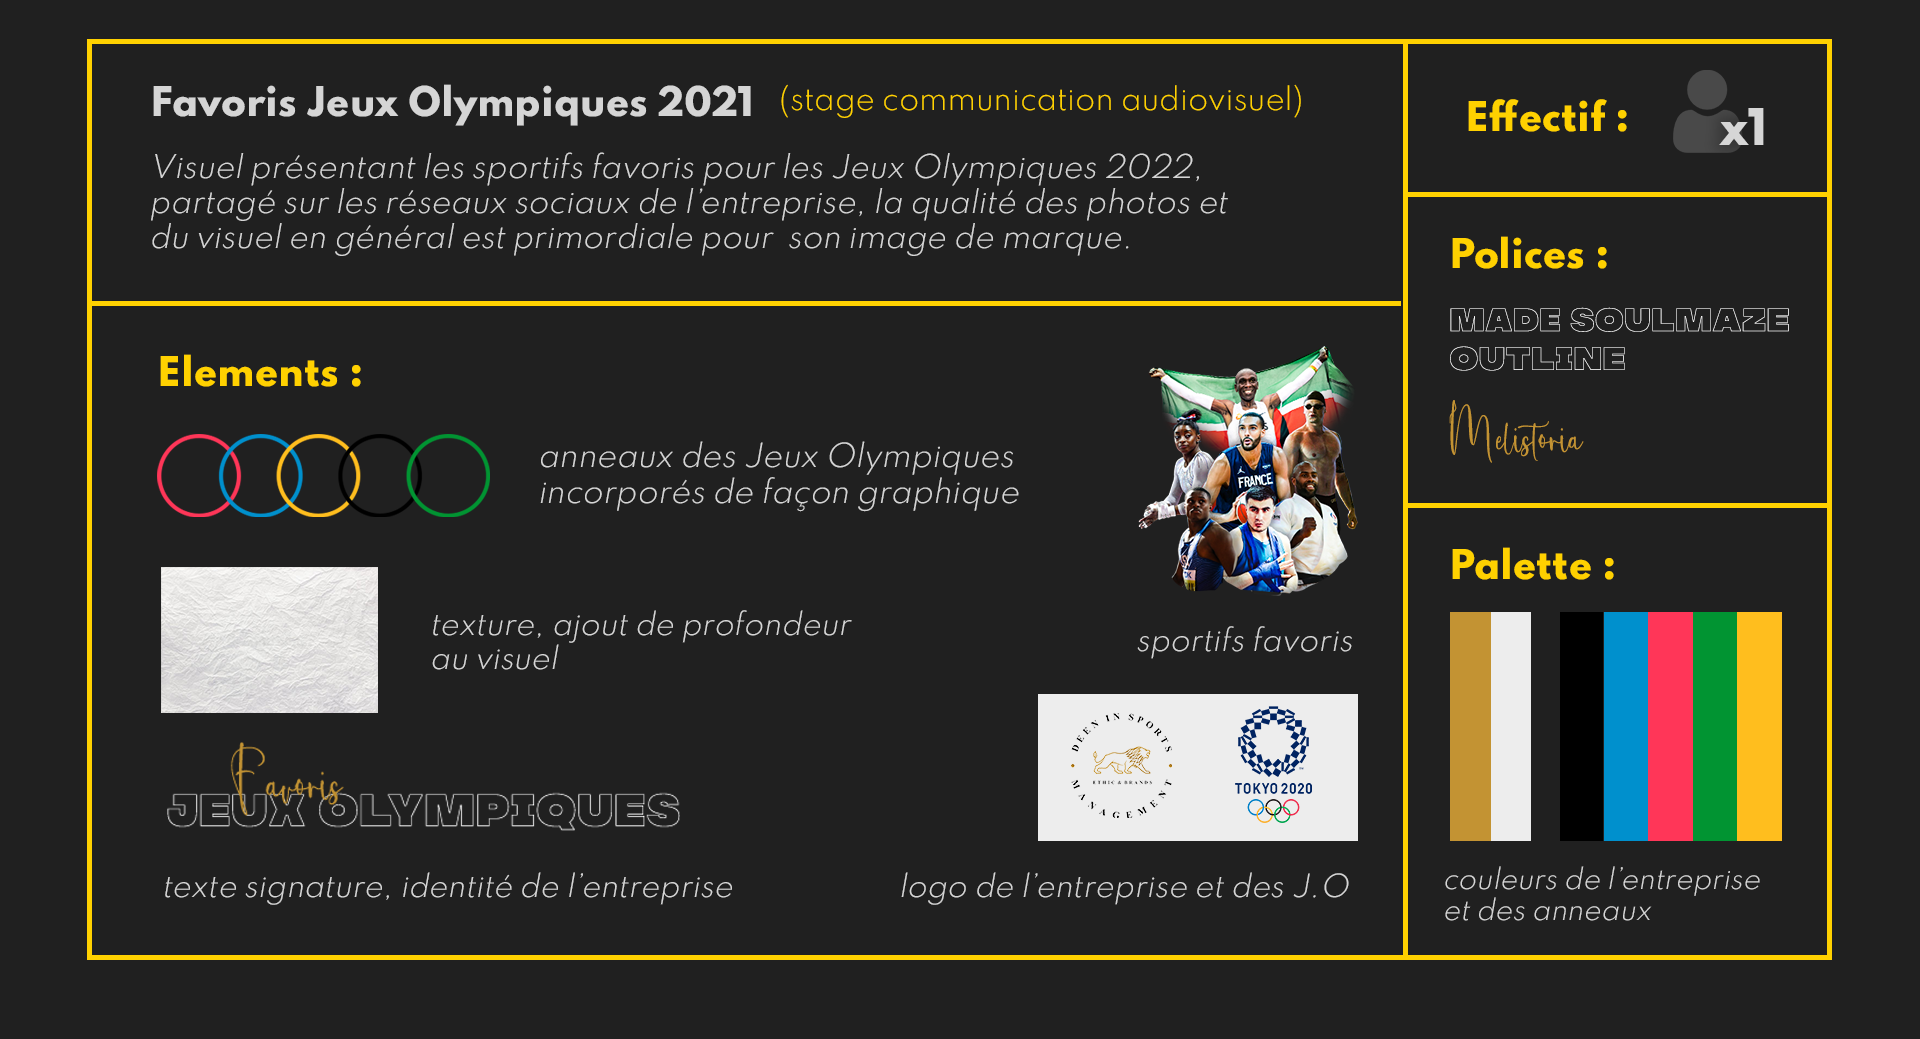 Favoris Jeux Olympiques 2021 (stage communication audiovisuel)
Visuel présentant les sportifs favoris pour les Jeux Olympiques 2022,
partagé sur les réseaux sociaux de l'entreprise, la qualité des photos et
du visuel en général est primordiale pour son image de marque.
Effectif : x1
Polices :
MADE SOULMAZE
OUTLINE
Melistoria
Elements :
anneaux des Jeux Olympiques
incorporés de façon graphique
FRANCE
sportifs favoris
texture, ajout de profondeur
au visuel
Favoris
JEUX OLYMPIQUES
texte signature, identité de l'entreprise
DEEN IN SPORTS
ETHIC & BRANDS
MANAGEMENT
TOKYO 2020
logo de l'entreprise et des J.O
Palette :
couleurs de l'entreprise
et des anneaux